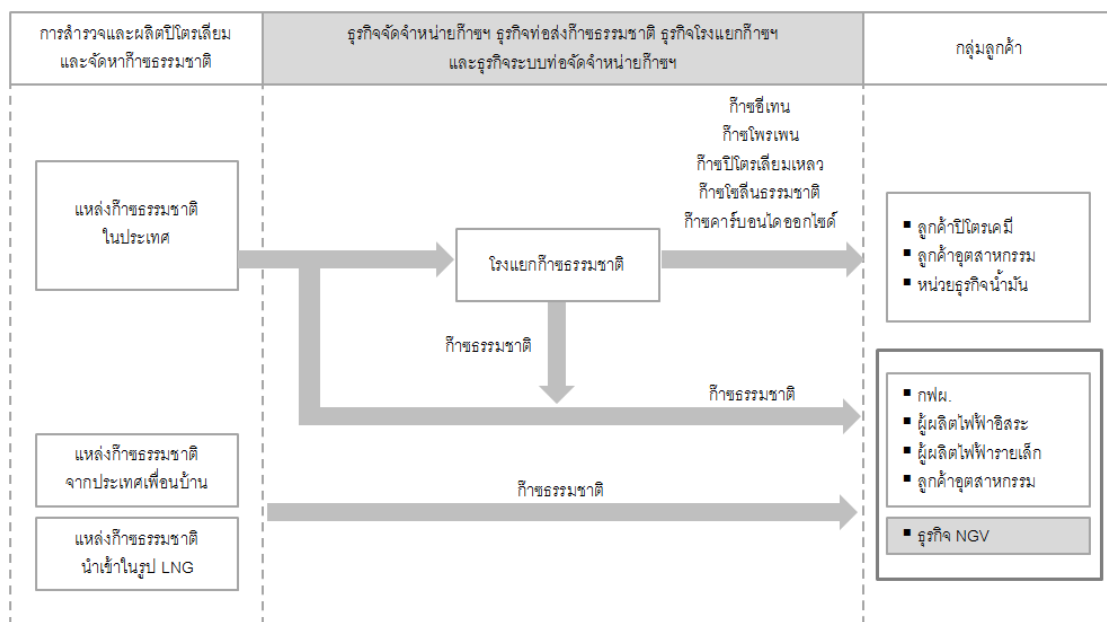 การสำรวจและผลิตปิโตรเลียม
และจัดหาก๊าซธรรมชาติ
ธุรกิจจัดจำหน่ายก๊าซฯ ธุรกิจท่อส่งก๊าซธรรมชาติ ธุรกิจโรงแยกก๊าซฯ
และธุรกิจระบบท่อจัดจำหน่ายก๊าซฯ
กลุ่มลูกค้า
ก๊าซอีเทน
ก๊าซโพรเพน
ก๊าซปิโตรเลียมเหลว
ก๊าซโซลีนธรรมชาติ
ก๊าซคาร์บอนไดออกไซด์
แหล่งก๊าซธรรมชาติ
ในประเทศ
โรงแยกก๊าซธรรมชาติ
▪ ลูกค้าปิโตรเคมี
▪ ลูกค้าอุตสาหกรรม
▪ หน่วยธุรกิจน้ำมัน
ก๊าซธรรมชาติ
ก๊าซธรรมชาติ
▪ กฟผ.
▪ ผู้ผลิตไฟฟ้าอิสระ
▪ ผู้ผลิตไฟฟ้ารายเล็ก
▪ ลูกค้าอุตสาหกรรม
แหล่งก๊าซธรรมชาติ
จากประเทศเพื่อนบ้าน
ก๊าซธรรมชาติ
แหล่งก๊าซธรรมชาติ
นำเข้าในรูป LNG
▪ ธุรกิจ NGV